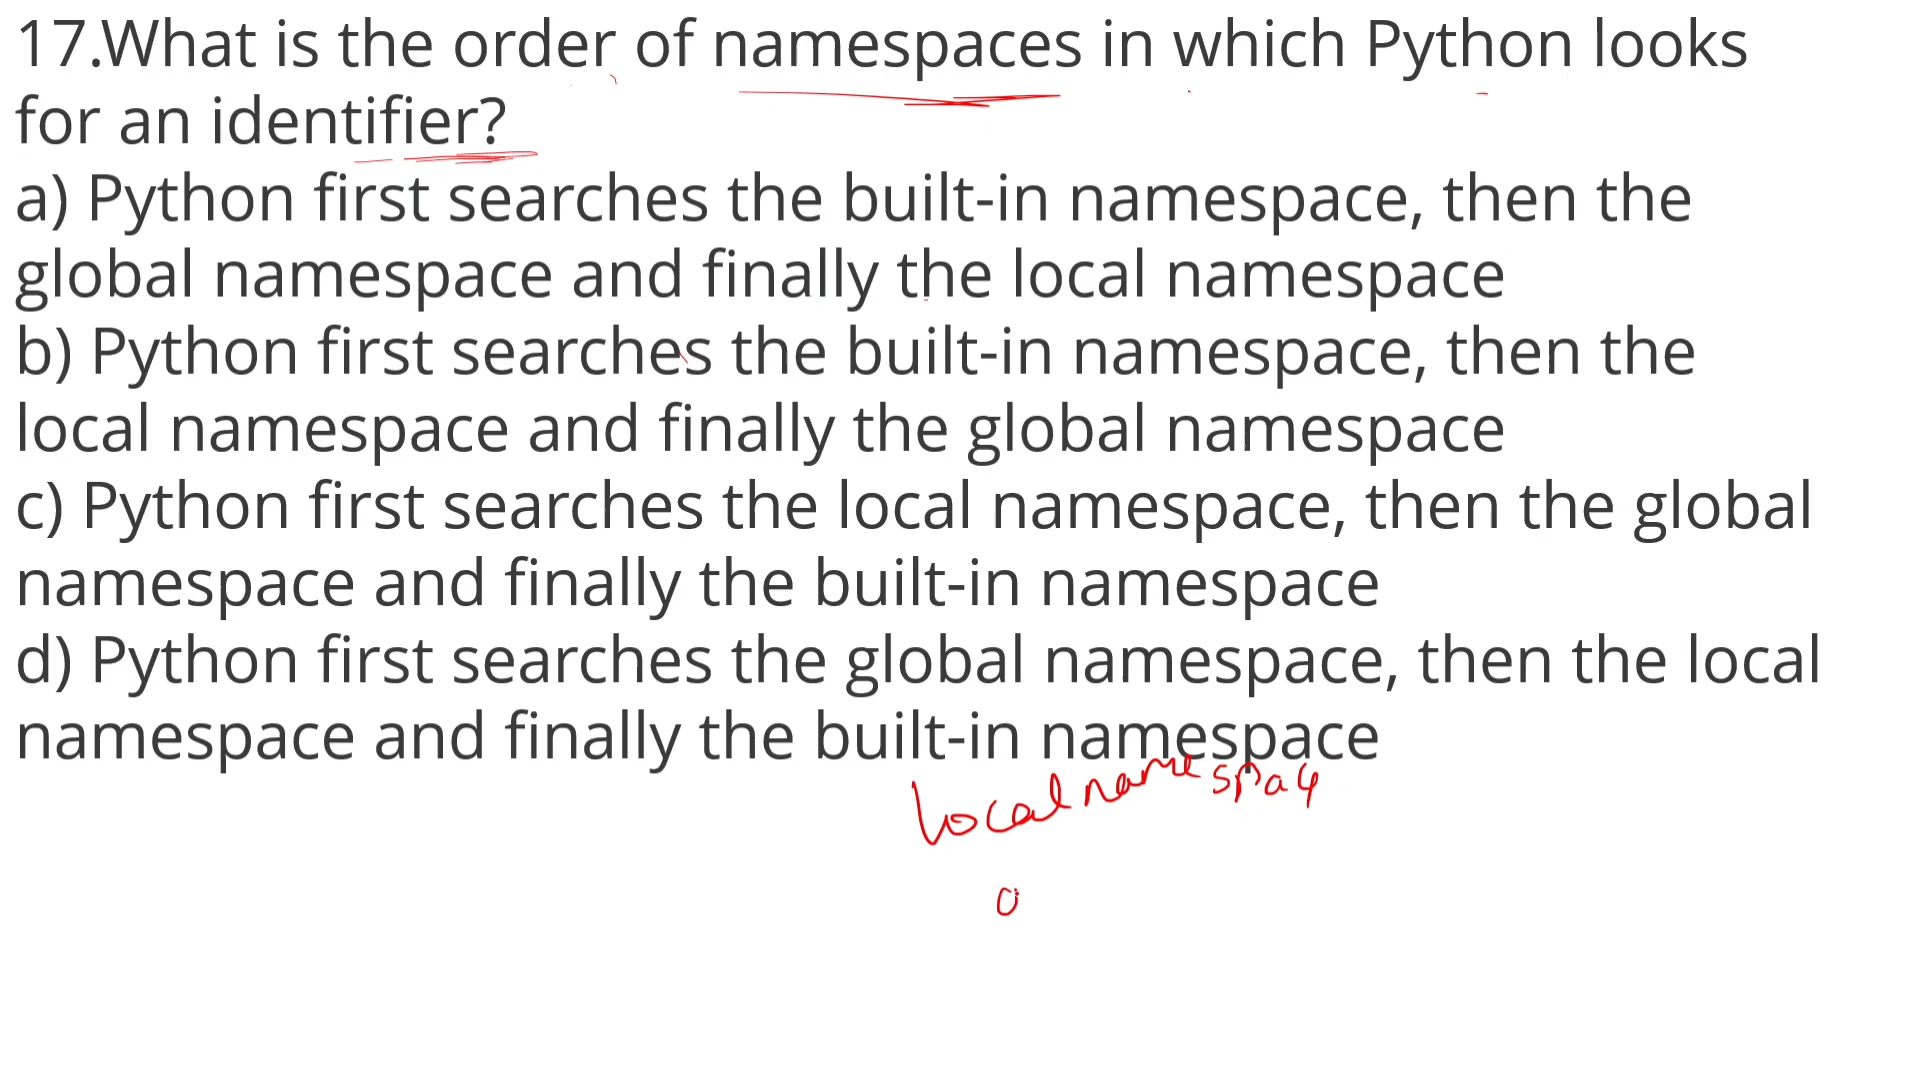 17.What is the order of namespaces in which Python looks
for an identifier?
a) Python first searches the built-in namespace, then the
global namespace and finally the local namespace
b) Python first searches the built-in namespace, then the
local namespace and finally the global namespace
c) Python first searches the local namespace, then the global
namespace and finally the built-in namespace
d) Python first searches the global namespace, then the local
namespace and finally the built-in namespace
Local